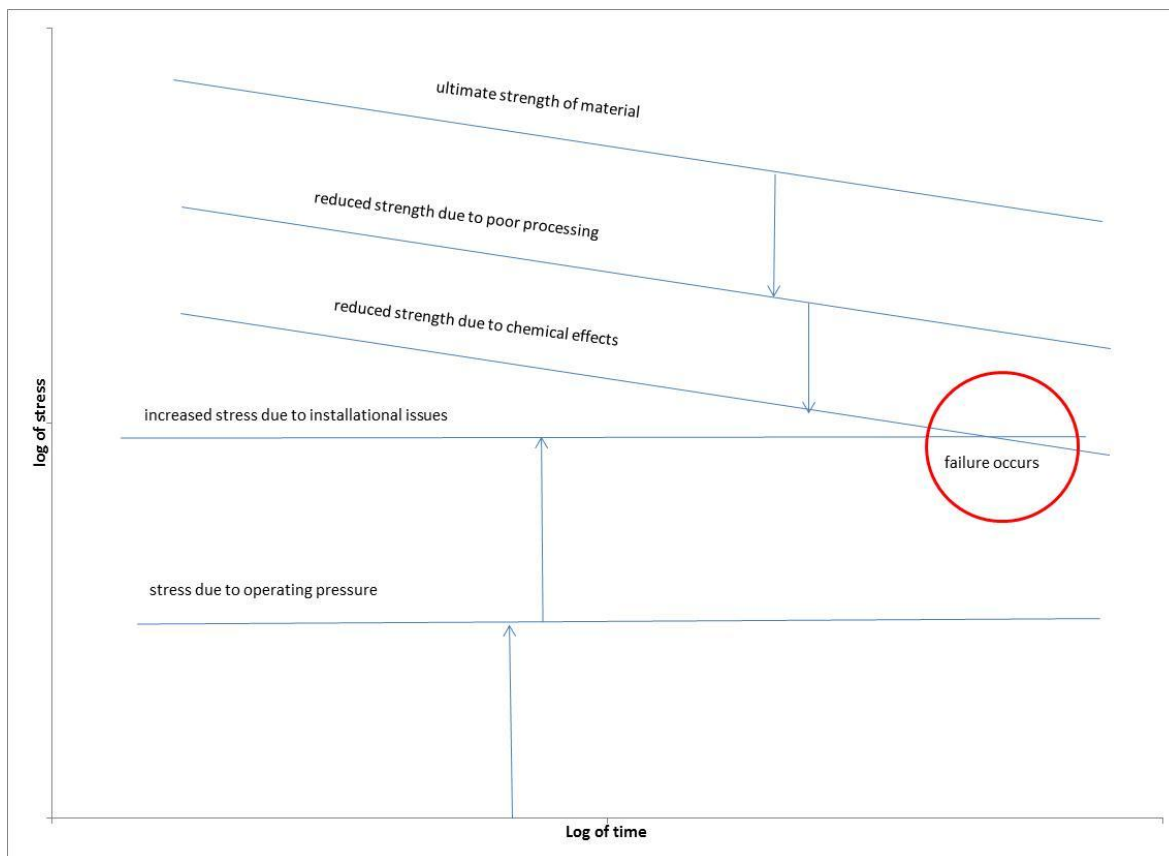 ultimate strength of material
reduced strength due to poor processing
reduced strength due to chemical effects
increased stress due to installational issues
log of stress
failure occurs
stress due to operating pressure
Log of time